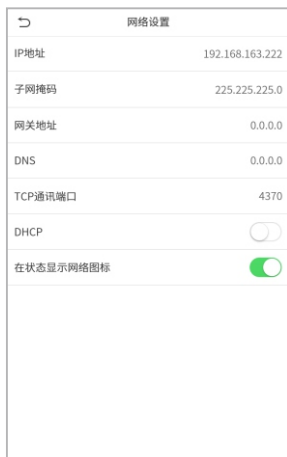 网络设置
IP地址 192.168.163.222
子网掩码 225.225.225.0
网关地址 0.0.0.0
DNS 0.0.0.0
TCP通讯端口 4370
DHCP
在状态显示网络图标